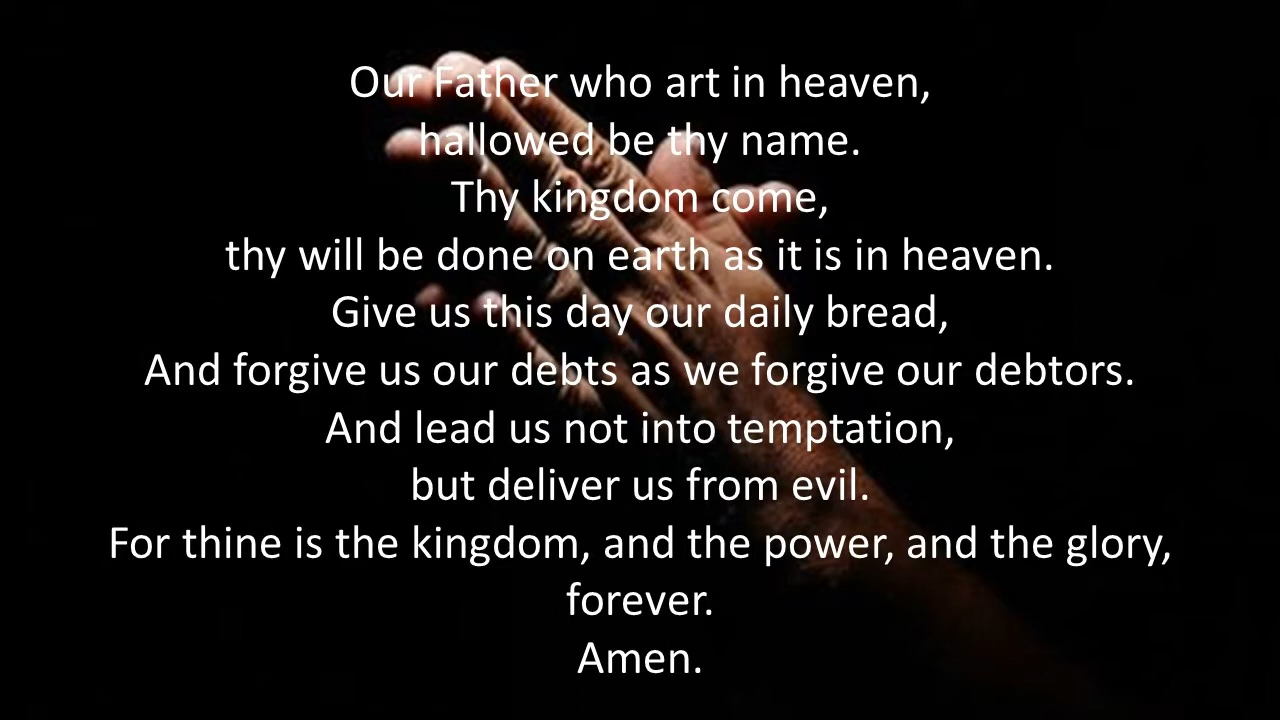 Our Father who art in heaven,
hallowed be thy name.
Thy kingdom come,
thy will be done on earth as it is in heaven.
Give us this day our daily bread,
And forgive us our debts as we forgive our debtors.
And lead us not into temptation,
but deliver us from evil.
For thine is the kingdom, and the power, and the glory,
forever.
Amen.